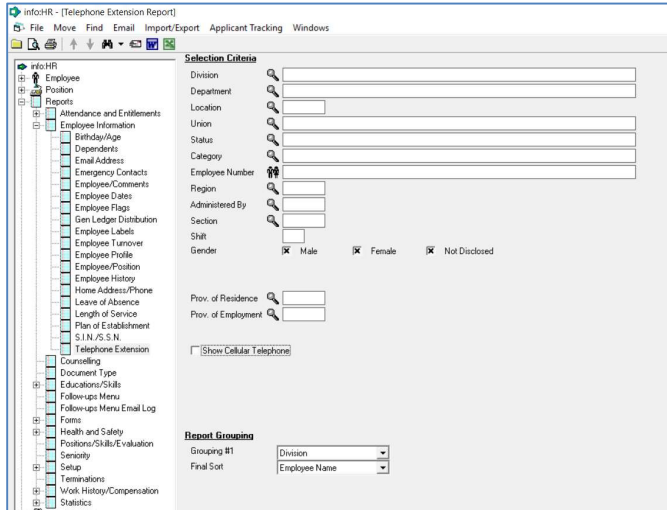 info:HR - [Telephone Extension Report]
File Move Find Email Import/Export Applicant Tracking Windows
info:HR
Employee
Position
Reports
Attendance and Entitlements
Employee Information
Birthday/Age
Dependents
Email Address
Emergency Contacts
Employee/Comments
Employee Dates
Employee Flags
Gen Ledger Distribution
Employee Labels
Employee Turnover
Employee Profile
Employee/Position
Employee History
Home Address/Phone
Leave of Absence
Length of Service
Plan of Establishment
S.I.N./S.S.N.
Telephone Extension
Counselling
Document Type
Educations/Skills
Follow-ups Menu
Follow-ups Menu Email Log
Forms
Health and Safety
Positions/Skills/Evaluation
Seniority
Setup
Terminations
Work History/Compensation
Statistics
Selection Criteria
Division
Department
Location
Union
Status
Category
Employee Number
Region
Administered By
Section
Shift
Gender Male Female Not Disclosed
Prov. of Residence
Prov. of Employment
Show Cellular Telephone
Report Grouping
Grouping #1 Division
Final Sort Employee Name